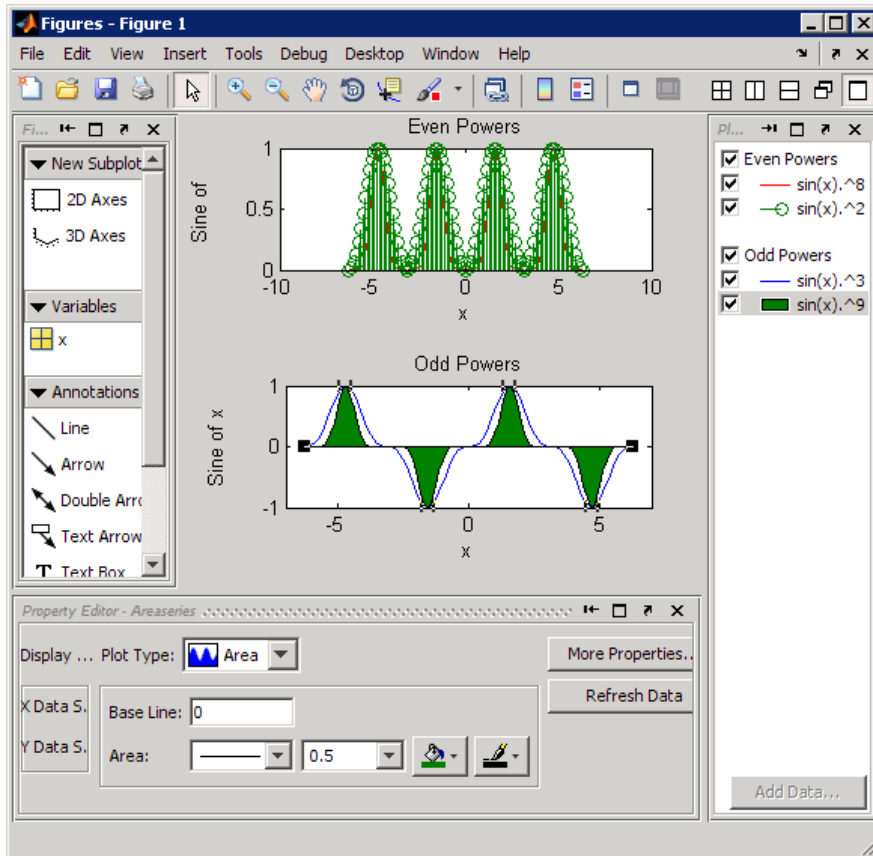 Figures - Figure 1
File Edit View Insert Tools Debug Desktop Window Help
Fi...
New Subplot
2D Axes
3D Axes
Variables
x
Annotations
Line
Arrow
Double Arr
Text Arrow
T Text Box
Even Powers
Sine of
1
0.5
0
-10 -5 0 5 10
x
Odd Powers
Sine of x
1
0
-1
-5 0 5
x
Pl...
Even Powers
sin(x).^8
sin(x).^2
Odd Powers
sin(x).^3
sin(x).^9
Add Data...
Property Editor - Areaseries
Display ... Plot Type: Area
More Properties..
Refresh Data
X Data S.
Y Data S.
Base Line: 0
Area: 0.5